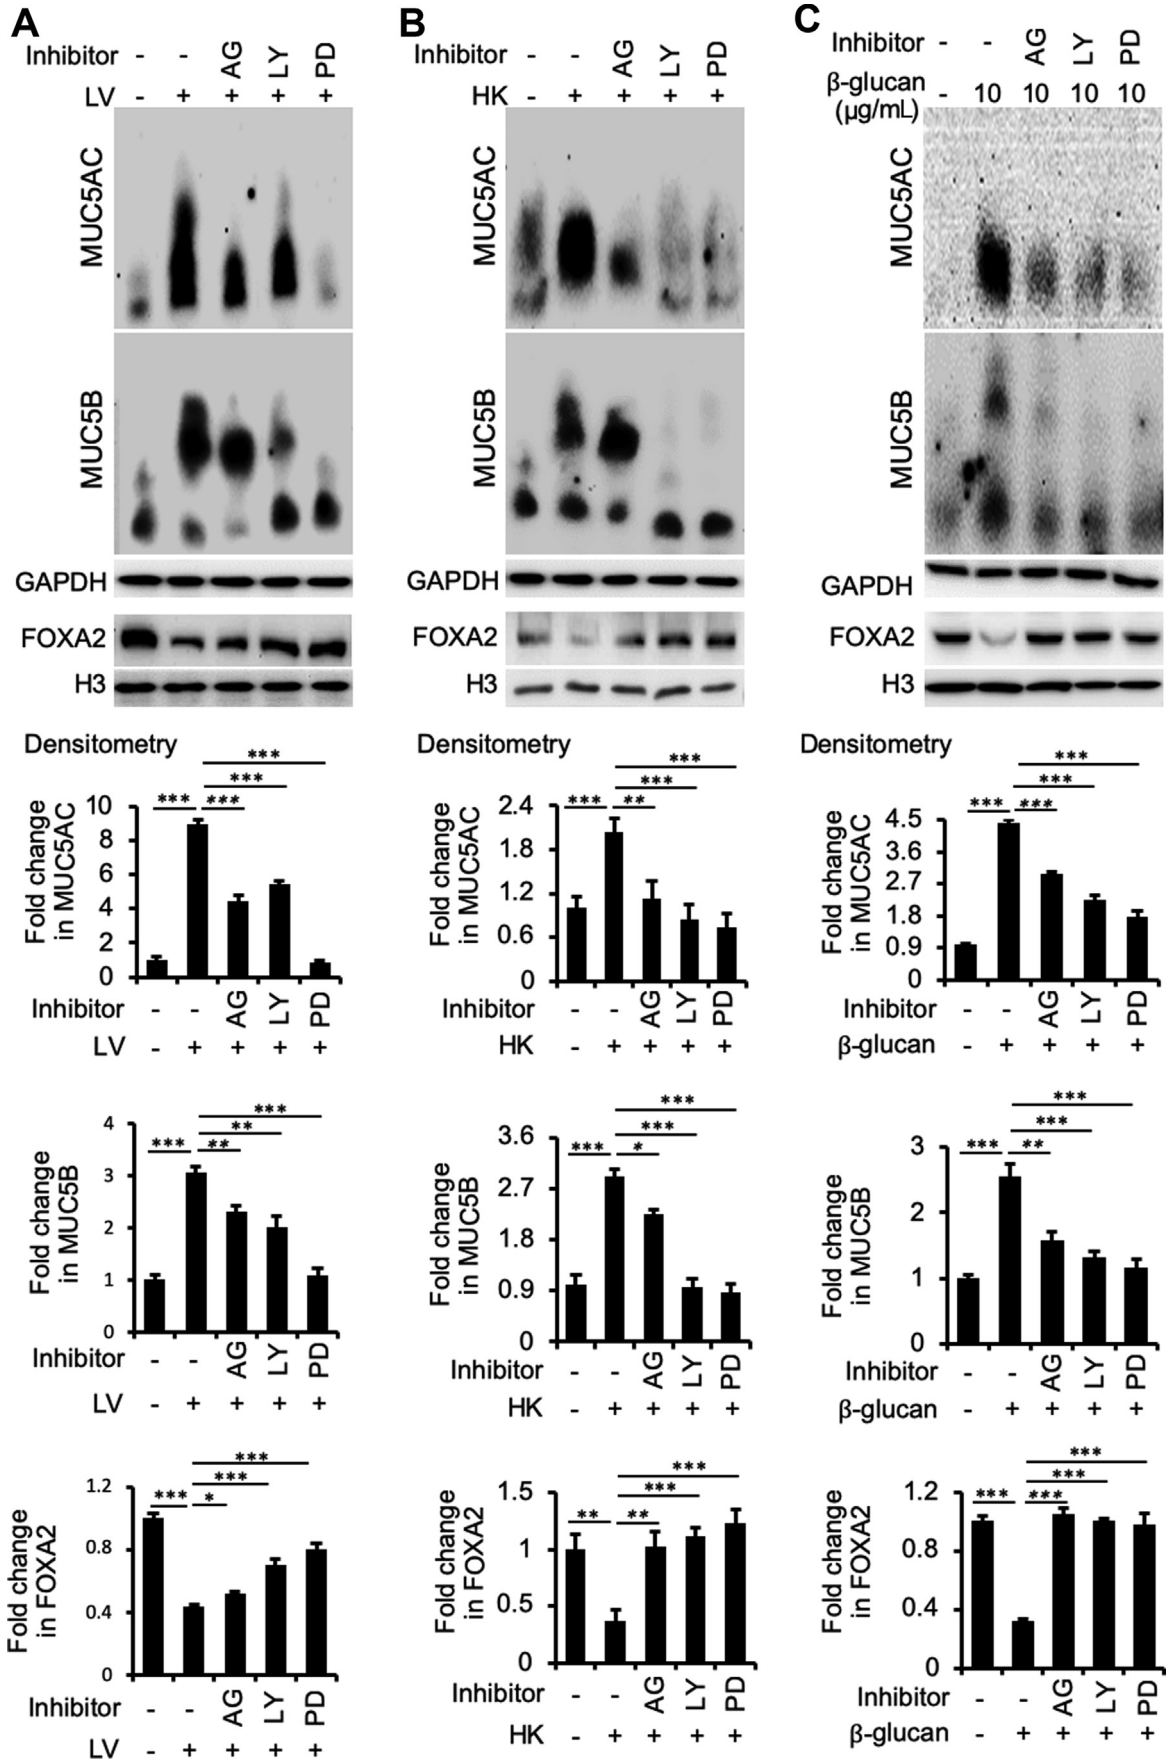 A
Inhibitor - - AG LY PD
LV - + + + +
MUC5AC
MUC5B
GAPDH
FOXA2
H3
Densitometry
***
***
*** ***
Fold change
in MUC5AC
10
8
6
4
2
0
Inhibitor - - AG LY PD
LV - + + + +
***
**
*** **
Fold change
in MUC5B
4
3
2
1
0
Inhibitor - - AG LY PD
LV - + + + +
***
***
*** *
Fold change
in FOXA2
1.2
0.8
0.4
0
Inhibitor - - AG LY PD
LV - + + + +
B
Inhibitor - - AG LY PD
HK - + + + +
MUC5AC
MUC5B
GAPDH
FOXA2
H3
Densitometry
***
***
*** **
Fold change
in MUC5AC
2.4
1.8
1.2
0.6
0
Inhibitor - - AG LY PD
HK - + + + +
***
***
*** *
Fold change
in MUC5B
3.6
2.7
1.8
0.9
0
Inhibitor - - AG LY PD
HK - + + + +
***
***
** **
Fold change
in FOXA2
1.5
1
0.5
0
Inhibitor - - AG LY PD
HK - + + + +
C
Inhibitor - - AG LY PD
β-glucan - 10 10 10 10
(μg/mL)
MUC5AC
MUC5B
GAPDH
FOXA2
H3
Densitometry
***
***
*** ***
Fold change
in MUC5AC
4.5
3.6
2.7
1.8
0.9
0
Inhibitor - - AG LY PD
β-glucan - + + + +
***
***
*** **
Fold change
in MUC5B
3
2
1
0
Inhibitor - - AG LY PD
β-glucan - + + + +
***
***
*** ***
Fold change
in FOXA2
1.2
0.8
0.4
0
Inhibitor - - AG LY PD
β-glucan - + + + +